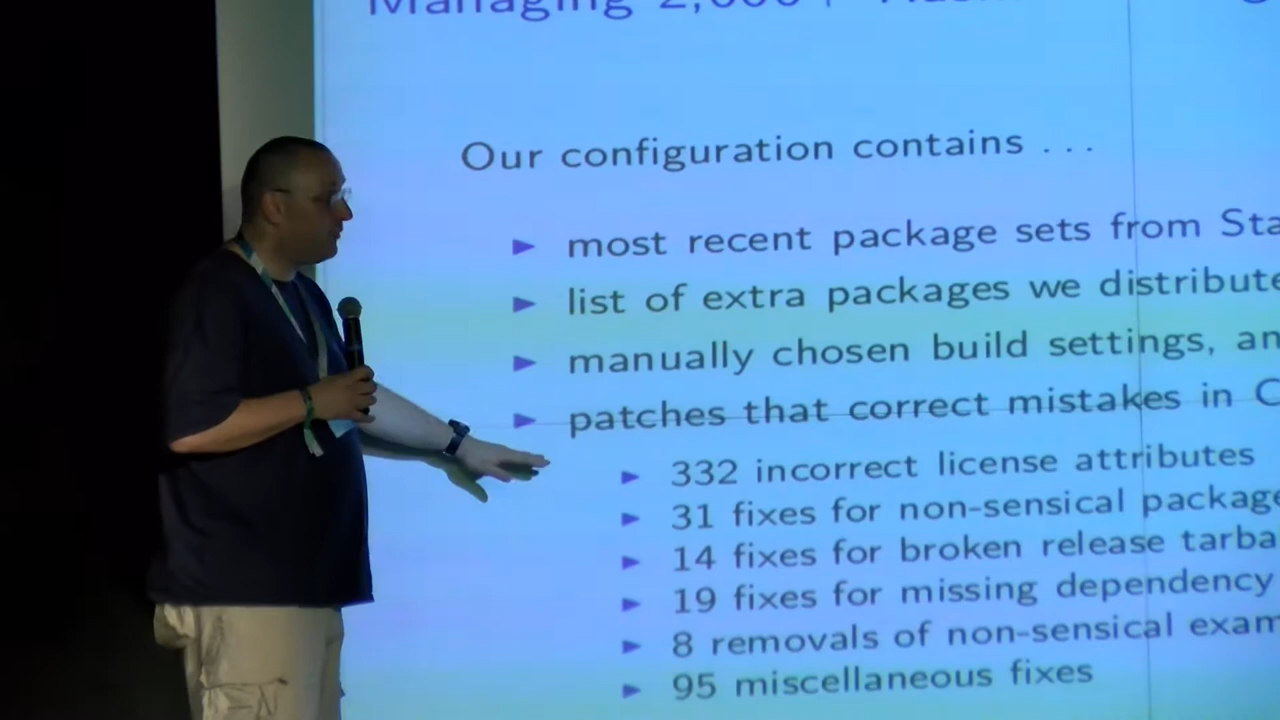 Managing 2,000+
Our configuration contains ...
most recent package sets from Sta
list of extra packages we distribute
manually chosen build settings, an
patches that correct mistakes in C
332 incorrect license attributes
31 fixes for non-sensical package
14 fixes for broken release tarba
19 fixes for missing dependency
8 removals of non-sensical exam
95 miscellaneous fixes